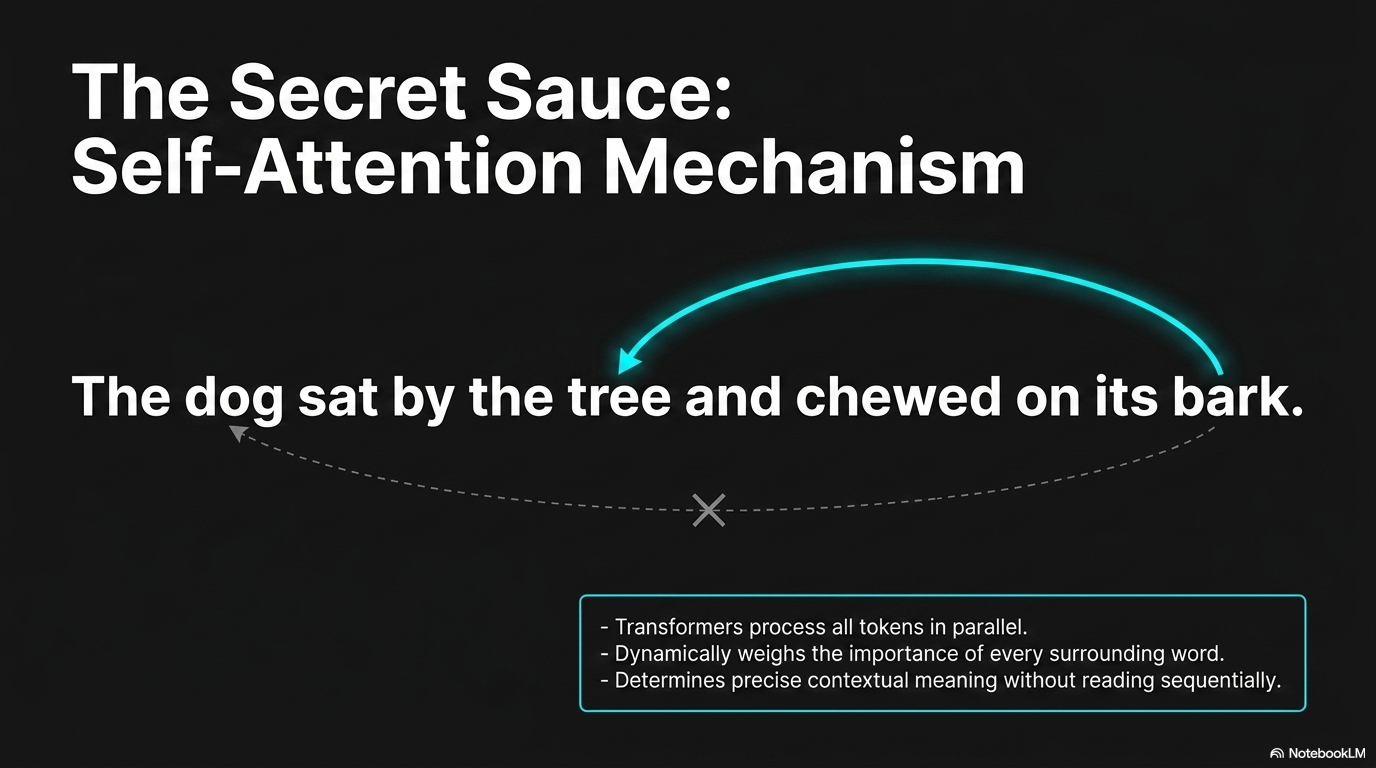 The Secret Sauce:
Self-Attention Mechanism
The dog sat by the tree and chewed on its bark.
- Transformers process all tokens in parallel.
- Dynamically weighs the importance of every surrounding word.
- Determines precise contextual meaning without reading sequentially.
NotebookLM